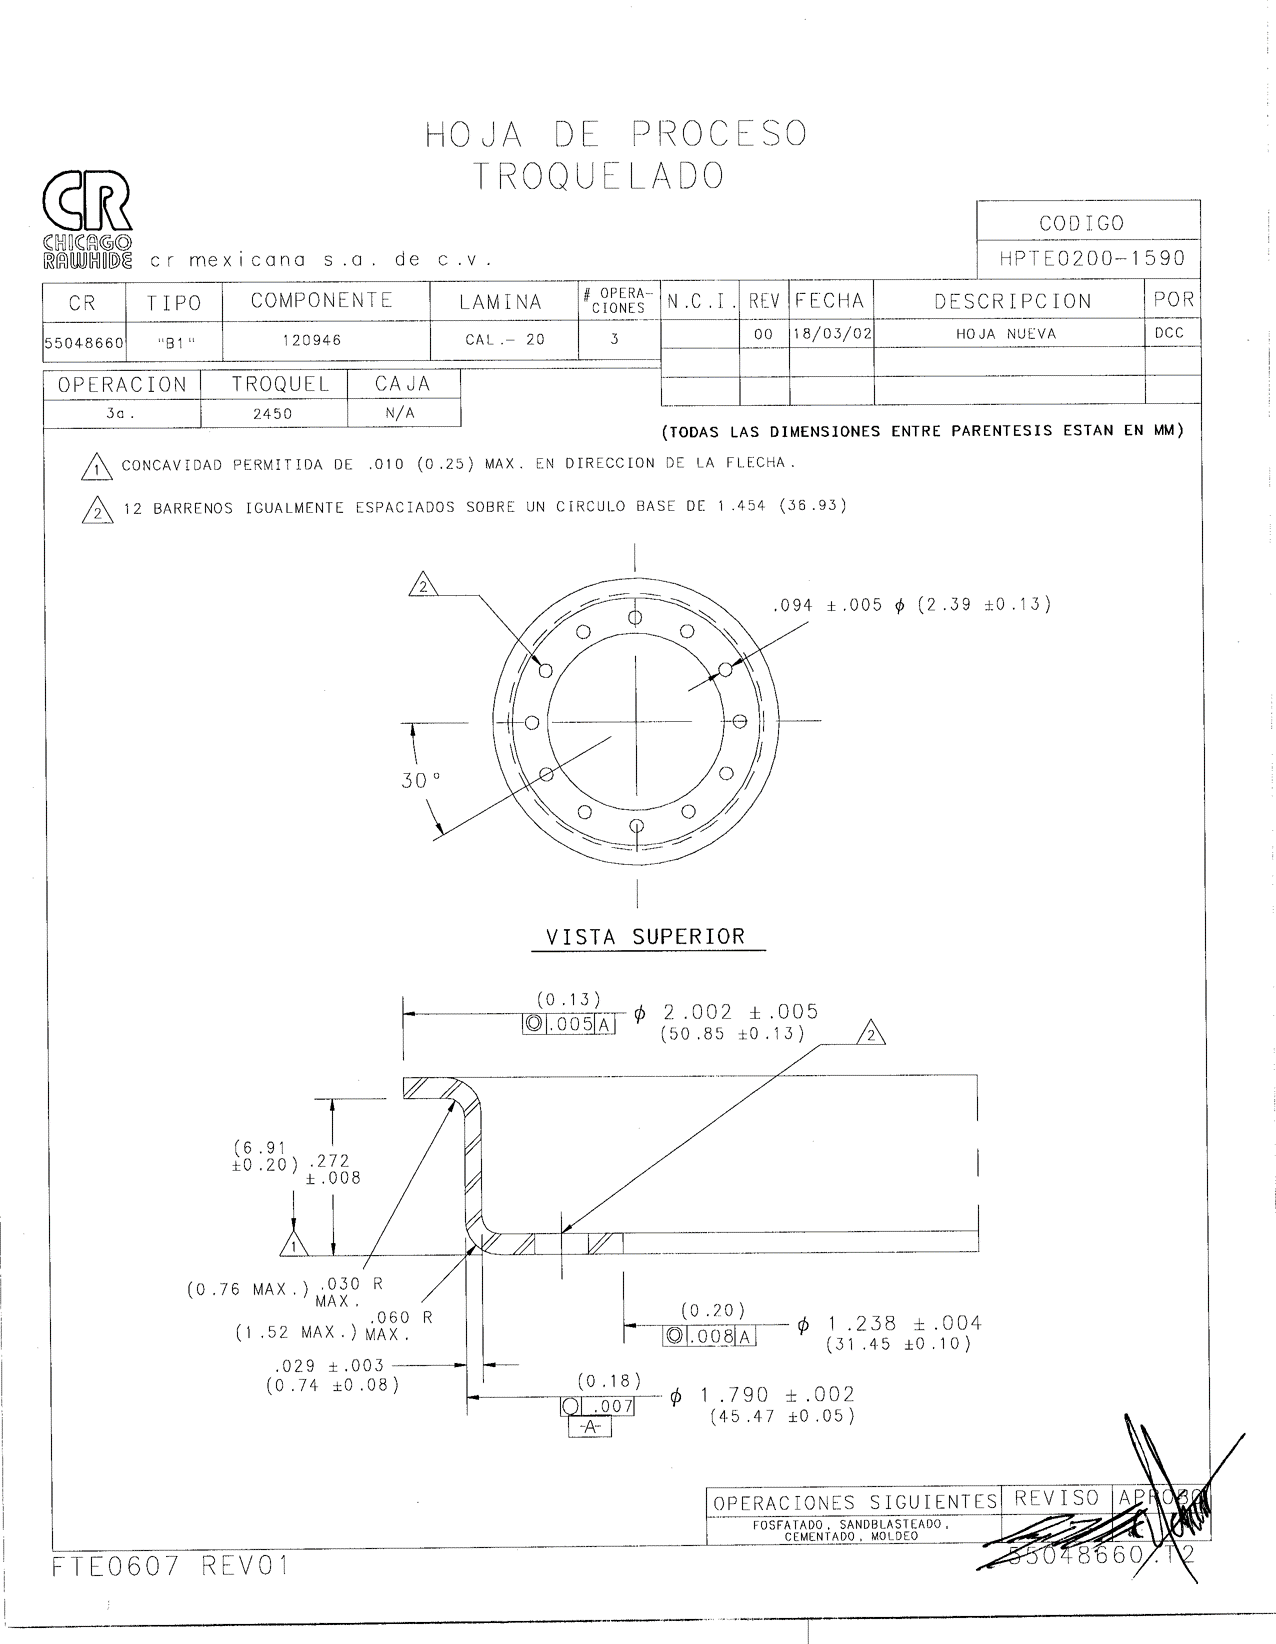 HOJA DE PROCESO
TROQUELADO
CR
CHICAGO
RAWHIDE cr mexicana s.a. de c.v.
CODIGO
HPTE0200-1590
CR TIPO COMPONENTE LAMINA # OPERA-CIONES N.C.I. REV FECHA DESCRIPCION POR
55048660 "B1" 120946 CAL.- 20 3 00 18/03/02 HOJA NUEVA DCC
OPERACION TROQUEL CAJA
3a. 2450 N/A
(TODAS LAS DIMENSIONES ENTRE PARENTESIS ESTAN EN MM)
1 CONCAVIDAD PERMITIDA DE .010 (0.25) MAX. EN DIRECCION DE LA FLECHA.
2 12 BARRENOS IGUALMENTE ESPACIADOS SOBRE UN CIRCULO BASE DE 1.454 (36.93)
2
.094 ±.005 ϕ (2.39 ±0.13)
30°
VISTA SUPERIOR
(0.13)
◎ .005 A ϕ 2.002 ±.005
(50.85 ±0.13)
2
(6.91
±0.20) .272
±.008
1
(0.76 MAX.) .030 R
MAX.
.060 R
(1.52 MAX.) MAX.
(0.20)
◎ .008 A ϕ 1.238 ±.004
(31.45 ±0.10)
.029 ±.003
(0.74 ±0.08)
(0.18)
○ .007 ϕ 1.790 ±.002
-A- (45.47 ±0.05)
OPERACIONES SIGUIENTES REVISO APROBO
FOSFATADO, SANDBLASTEADO,
CEMENTADO, MOLDEO
FTE0607 REV01
55048660.T2